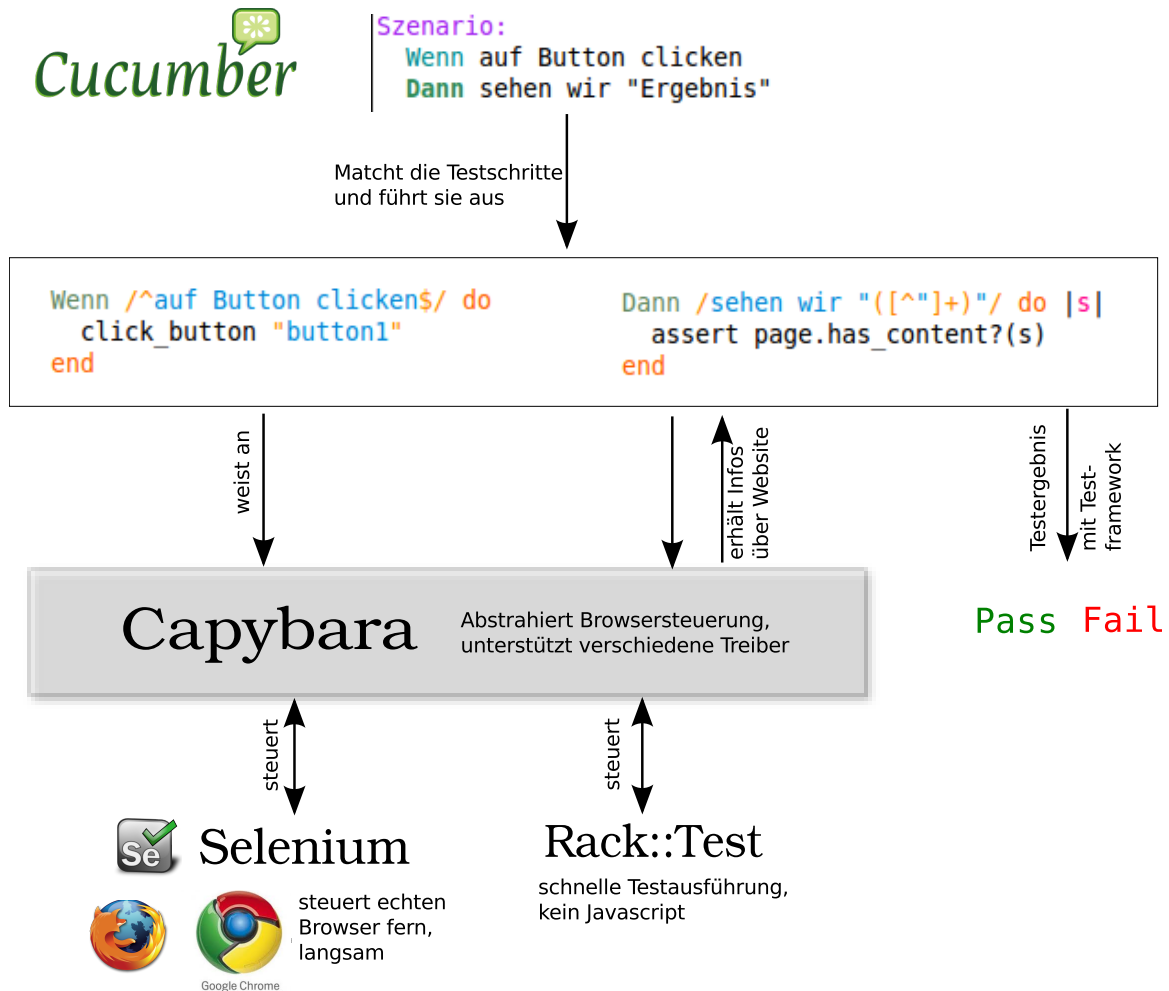 Cucumber
Szenario:
Wenn auf Button clicken
Dann sehen wir "Ergebnis"
Matcht die Testschritte
und führt sie aus
Wenn /^auf Button clicken$/ do
click_button "button1"
end
Dann /sehen wir "([^"]+)"/ do |s|
assert page.has_content?(s)
end
weist an
erhält Infos
über Website
Testergebnis
mit Test-
framework
Capybara
Abstrahiert Browsersteuerung,
unterstützt verschiedene Treiber
Pass Fail
steuert
steuert
Se
Selenium
steuert echten
Browser fern,
langsam
Google Chrome
Rack::Test
schnelle Testausführung,
kein Javascript